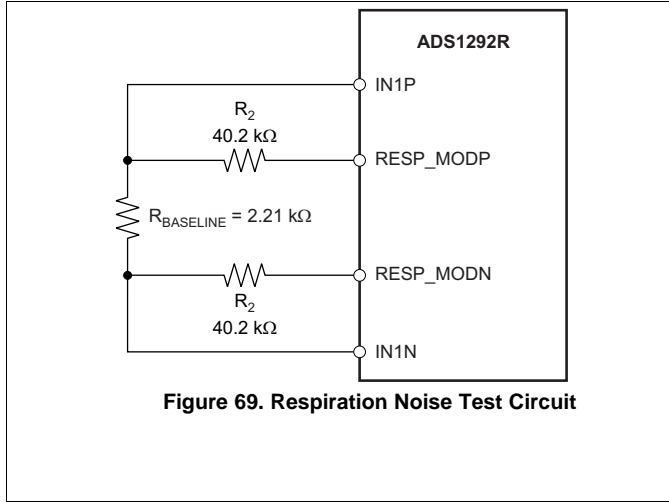 ADS1292R
IN1P
R2
40.2 kΩ
RESP_MODP
RBASELINE = 2.21 kΩ
RESP_MODN
R2
40.2 kΩ
IN1N
Figure 69. Respiration Noise Test Circuit